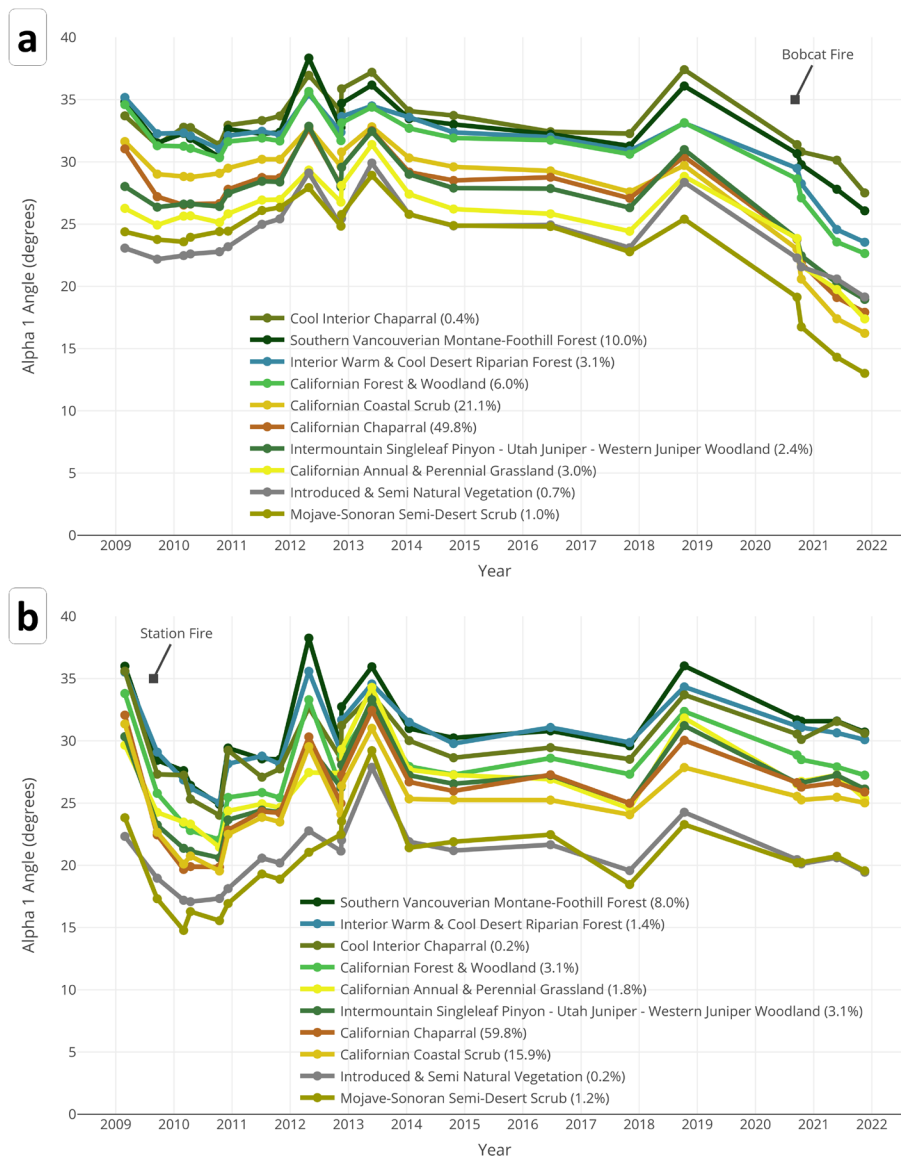 a
40
Bobcat Fire
35
30
25
20
Cool Interior Chaparral (0.4%)
Southern Vancouverian Montane-Foothill Forest (10.0%)
15
Interior Warm & Cool Desert Riparian Forest (3.1%)
Californian Forest & Woodland (6.0%)
Californian Coastal Scrub (21.1%)
10
Californian Chaparral (49.8%)
Intermountain Singleleaf Pinyon - Utah Juniper - Western Juniper Woodland (2.4%)
Californian Annual & Perennial Grassland (3.0%)
5
Introduced & Semi Natural Vegetation (0.7%)
Mojave-Sonoran Semi-Desert Scrub (1.0%)
0
Alpha 1 Angle (degrees)
2009 2010 2011 2012 2013 2014 2015 2016 2017 2018 2019 2020 2021 2022
Year
b
40
Station Fire
35
30
25
20
Southern Vancouverian Montane-Foothill Forest (8.0%)
Interior Warm & Cool Desert Riparian Forest (1.4%)
15
Cool Interior Chaparral (0.2%)
Californian Forest & Woodland (3.1%)
Californian Annual & Perennial Grassland (1.8%)
10
Intermountain Singleleaf Pinyon - Utah Juniper - Western Juniper Woodland (3.1%)
Californian Chaparral (59.8%)
Californian Coastal Scrub (15.9%)
5
Introduced & Semi Natural Vegetation (0.2%)
Mojave-Sonoran Semi-Desert Scrub (1.2%)
0
Alpha 1 Angle (degrees)
2009 2010 2011 2012 2013 2014 2015 2016 2017 2018 2019 2020 2021 2022
Year